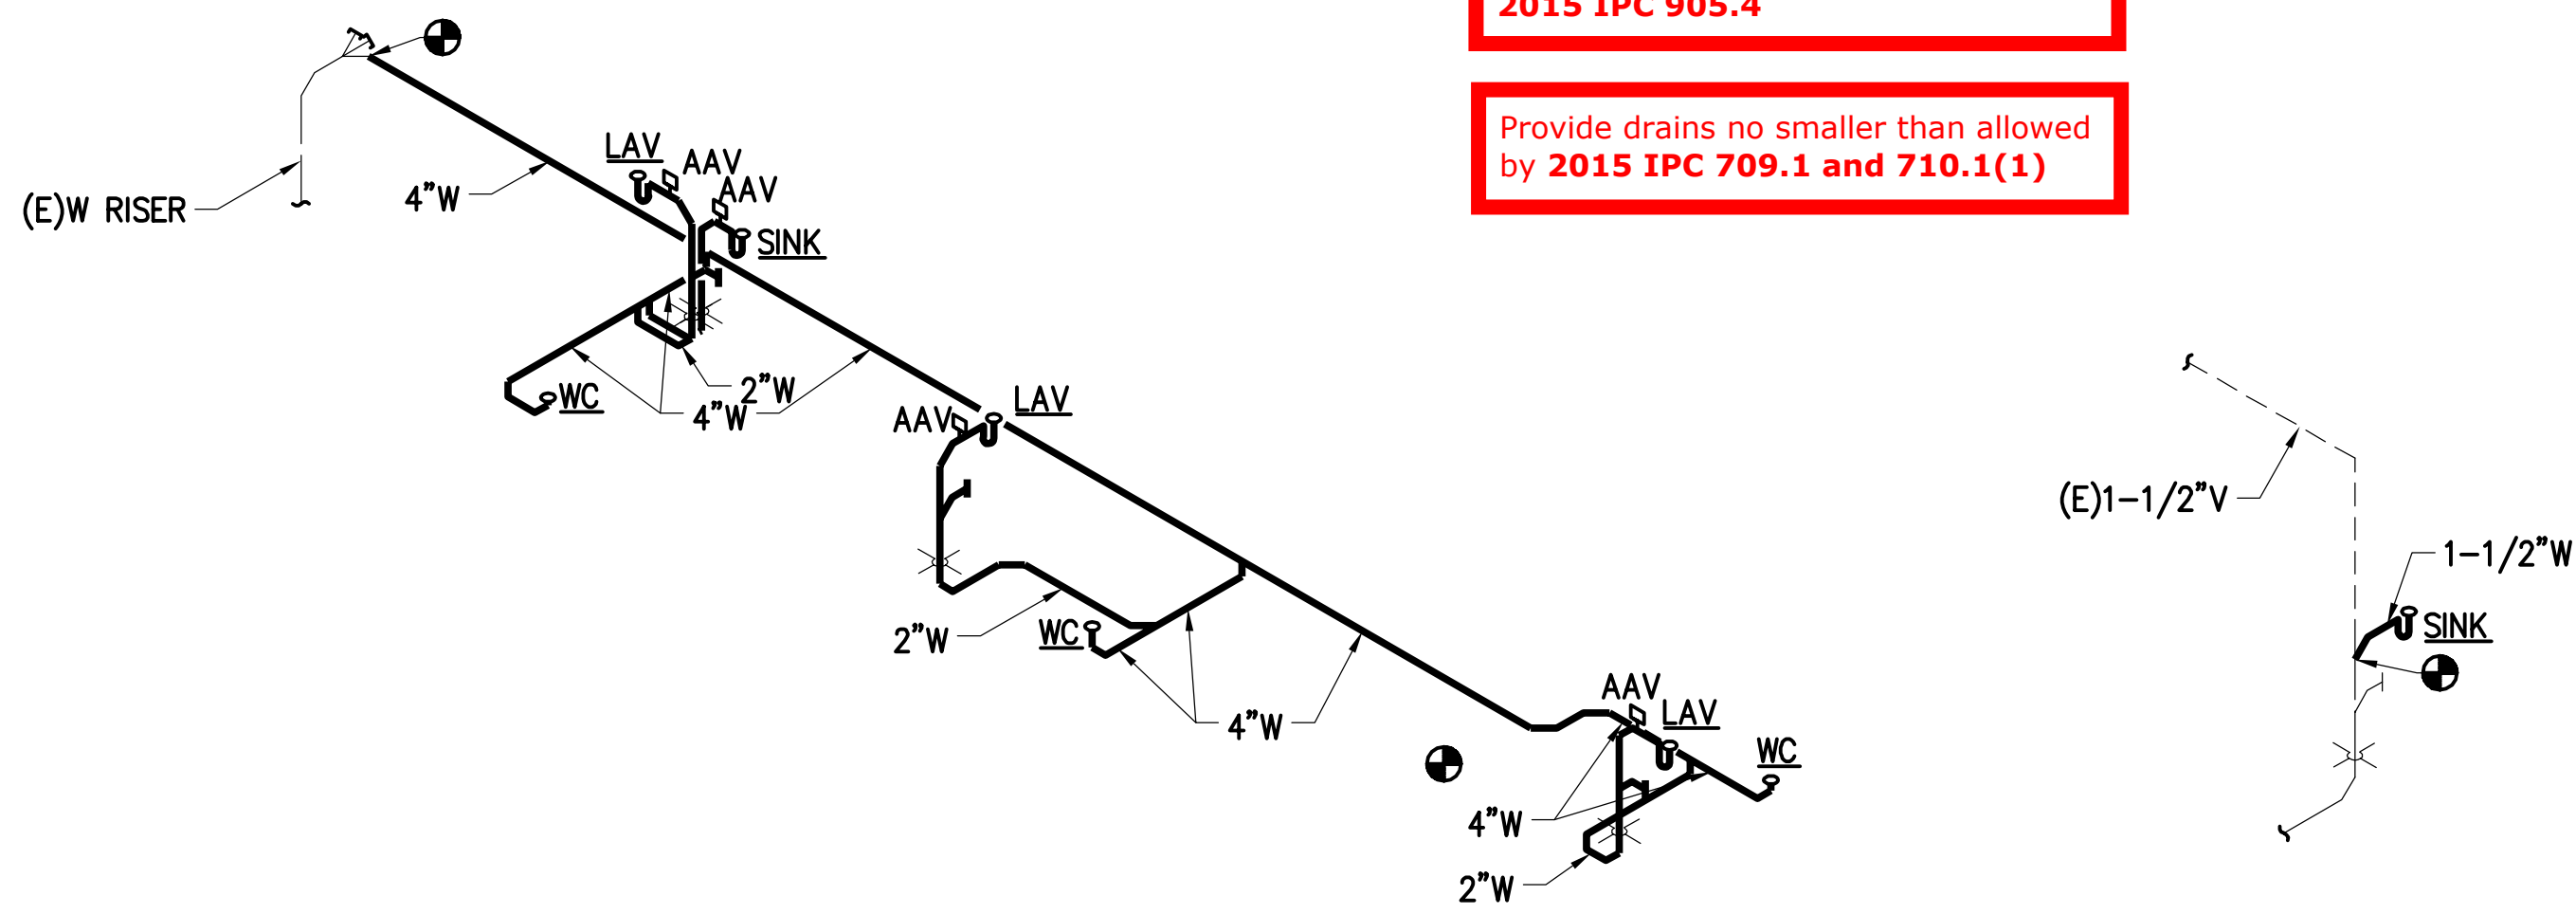 2015 IPC 905.4
Provide drains no smaller than allowed
by 2015 IPC 709.1 and 710.1(1)
LAV
AAV
AAV
(E)W RISER
4"W
SINK
2"W
WC
4"W
LAV
AAV
(E)1-1/2"V
1-1/2"W
2"W
WC
SINK
4"W
AAV
LAV
WC
4"W
2"W